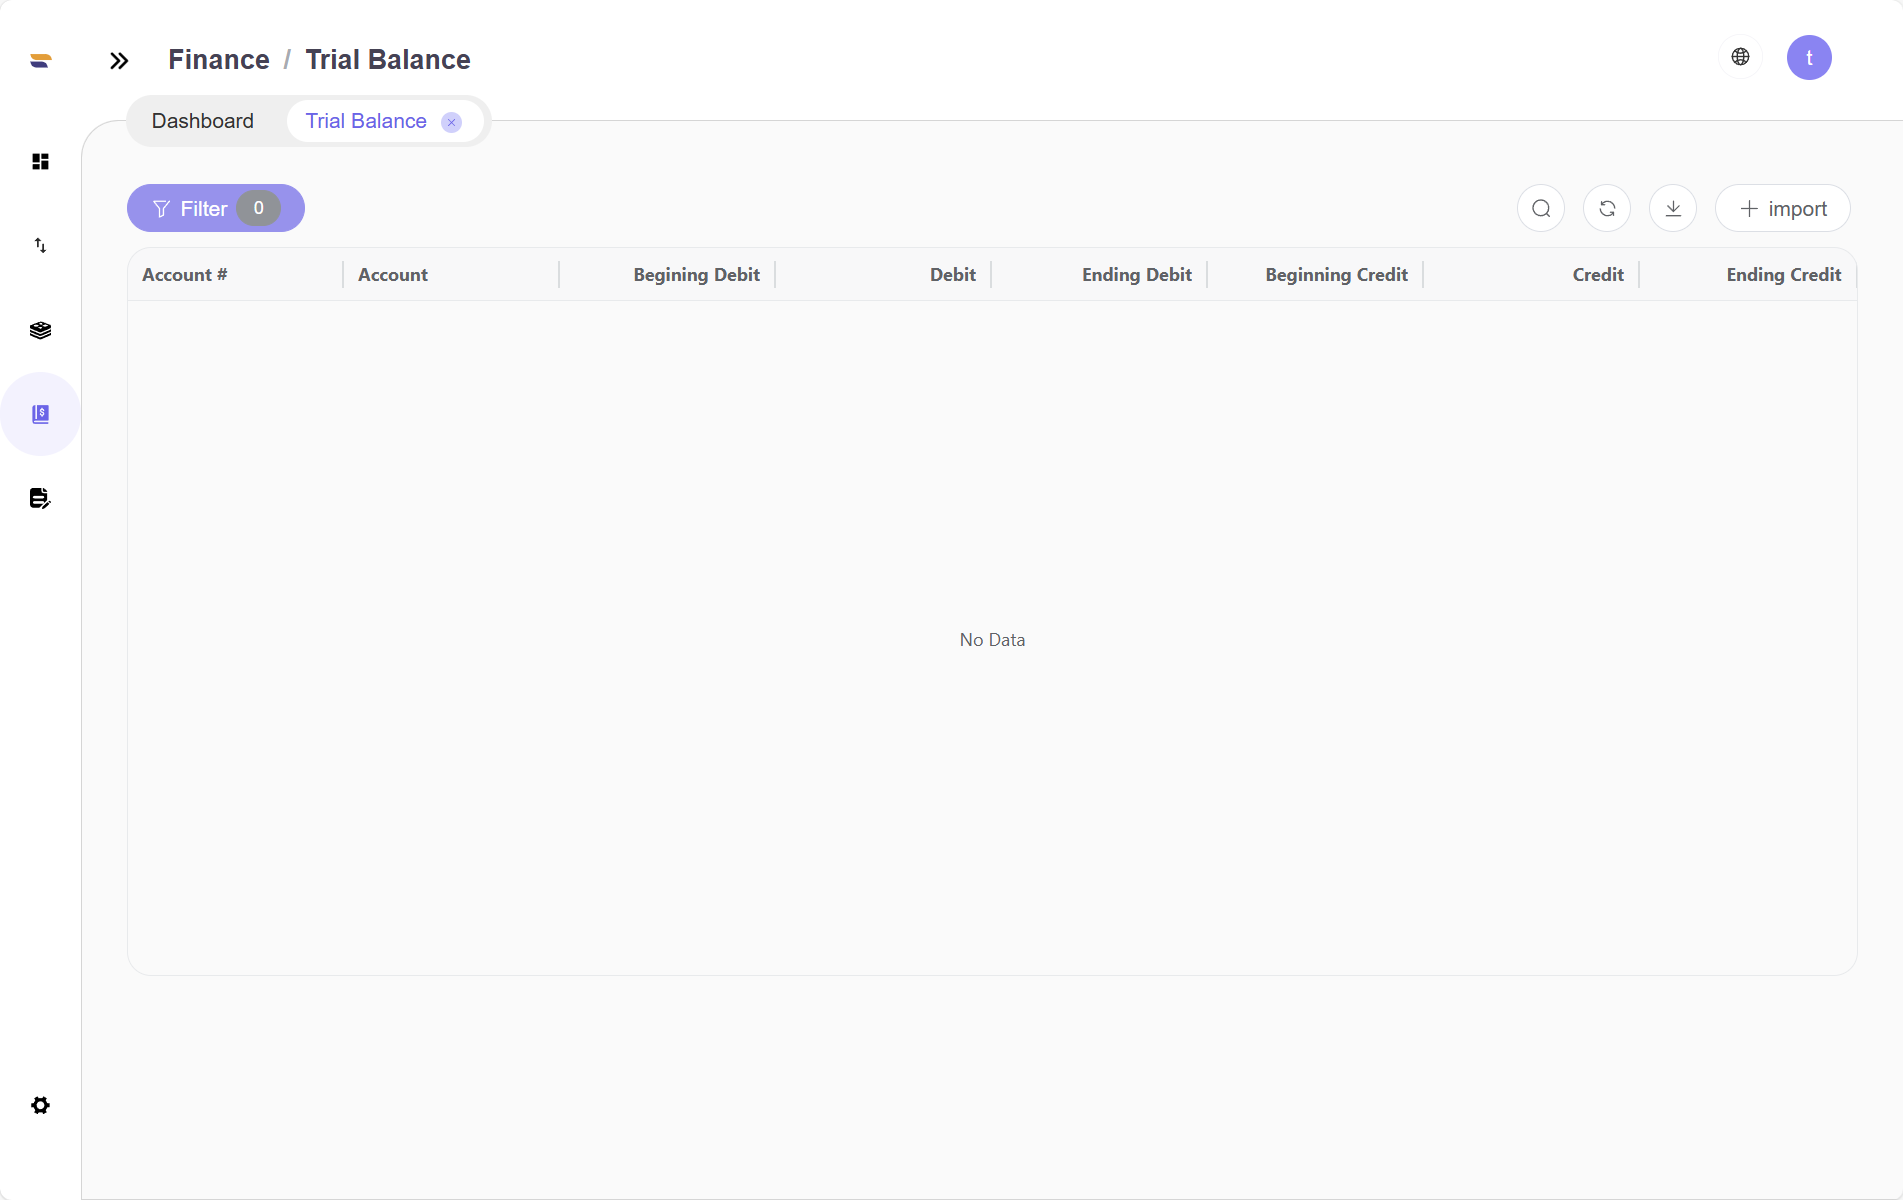 Finance / Trial Balance
t
Dashboard
Trial Balance
Filter 0
import
Account #
Account
Begining Debit
Debit
Ending Debit
Beginning Credit
Credit
Ending Credit
No Data